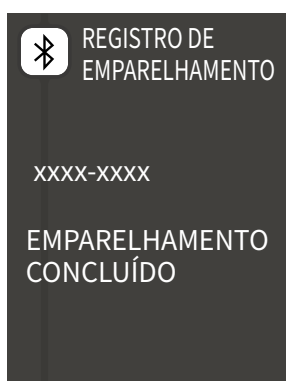 REGISTRO DE
EMPARELHAMENTO
xxxx-xxxx
EMPARELHAMENTO
CONCLUÍDO